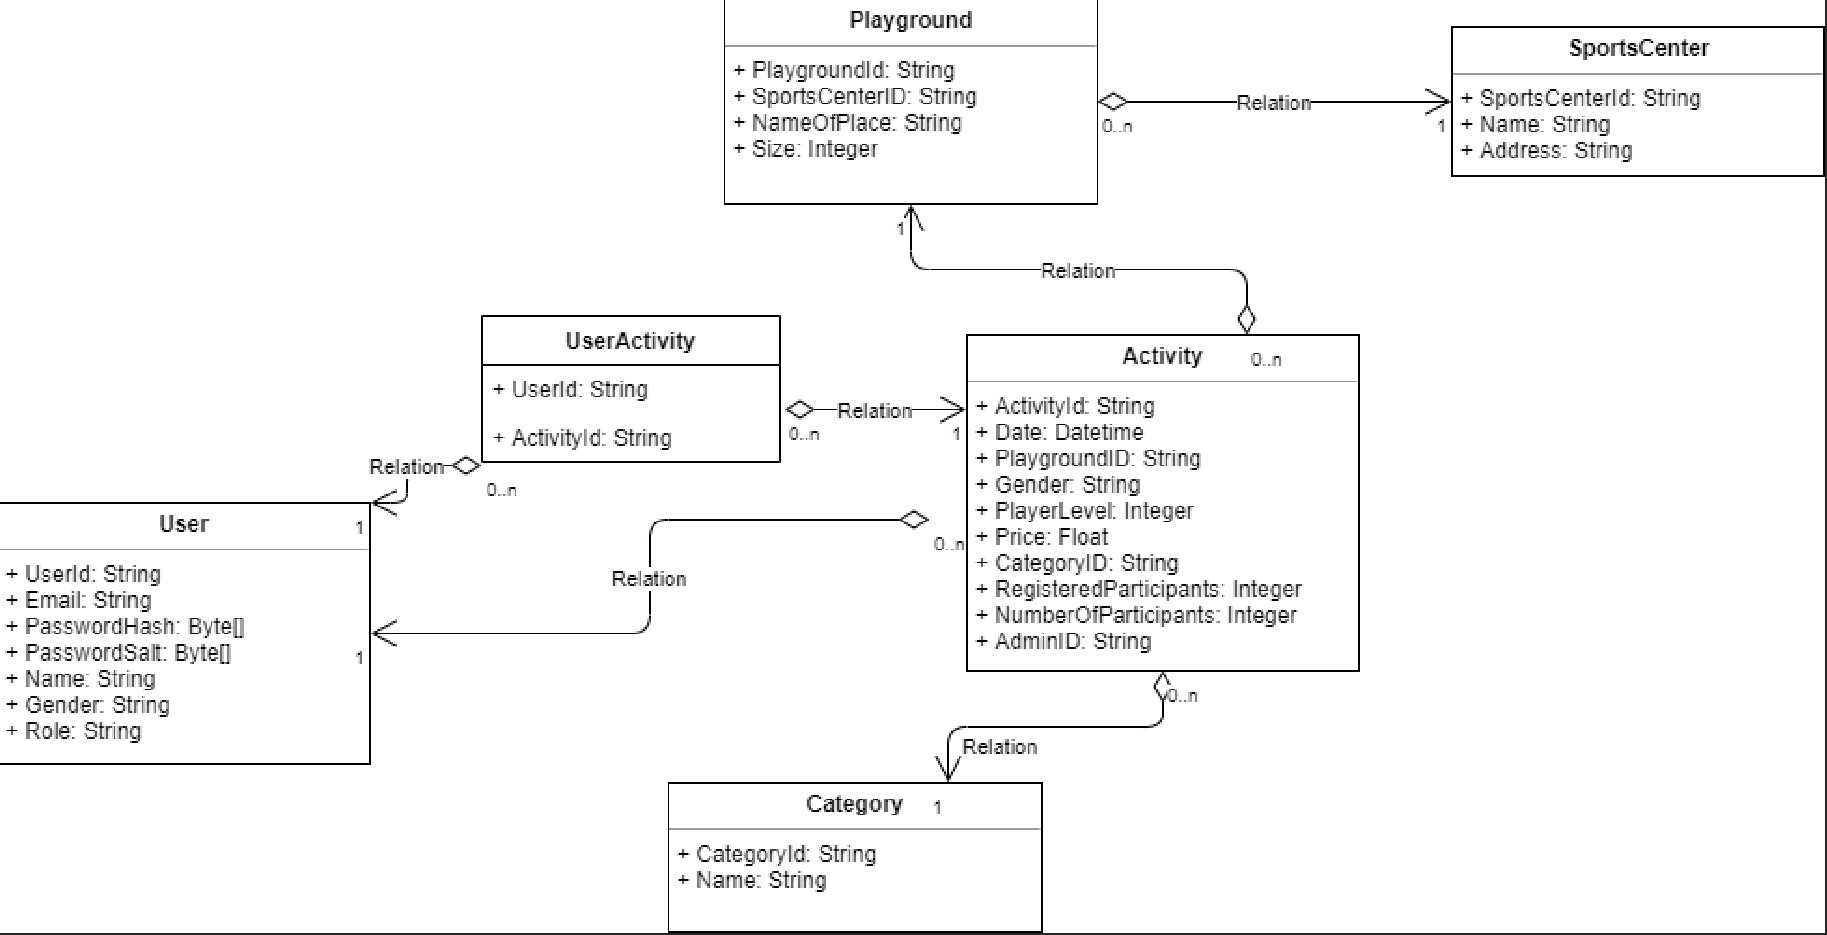 Playground
+ PlaygroundId: String
+ SportsCenterID: String
+ NameOfPlace: String
+ Size: Integer
0..n
Relation
1
SportsCenter
+ SportsCenterId: String
+ Name: String
+ Address: String
1
Relation
UserActivity
+ UserId: String
+ ActivityId: String
0..n
Relation
1
Activity
0..n
+ ActivityId: String
+ Date: Datetime
+ PlaygroundID: String
+ Gender: String
+ PlayerLevel: Integer
+ Price: Float
+ CategoryID: String
+ RegisteredParticipants: Integer
+ NumberOfParticipants: Integer
+ AdminID: String
Relation
0..n
User
1
+ UserId: String
+ Email: String
+ PasswordHash: Byte[]
+ PasswordSalt: Byte[]
+ Name: String
+ Gender: String
+ Role: String
0..n
Relation
1
0..n
Relation
Category
1
+ CategoryId: String
+ Name: String